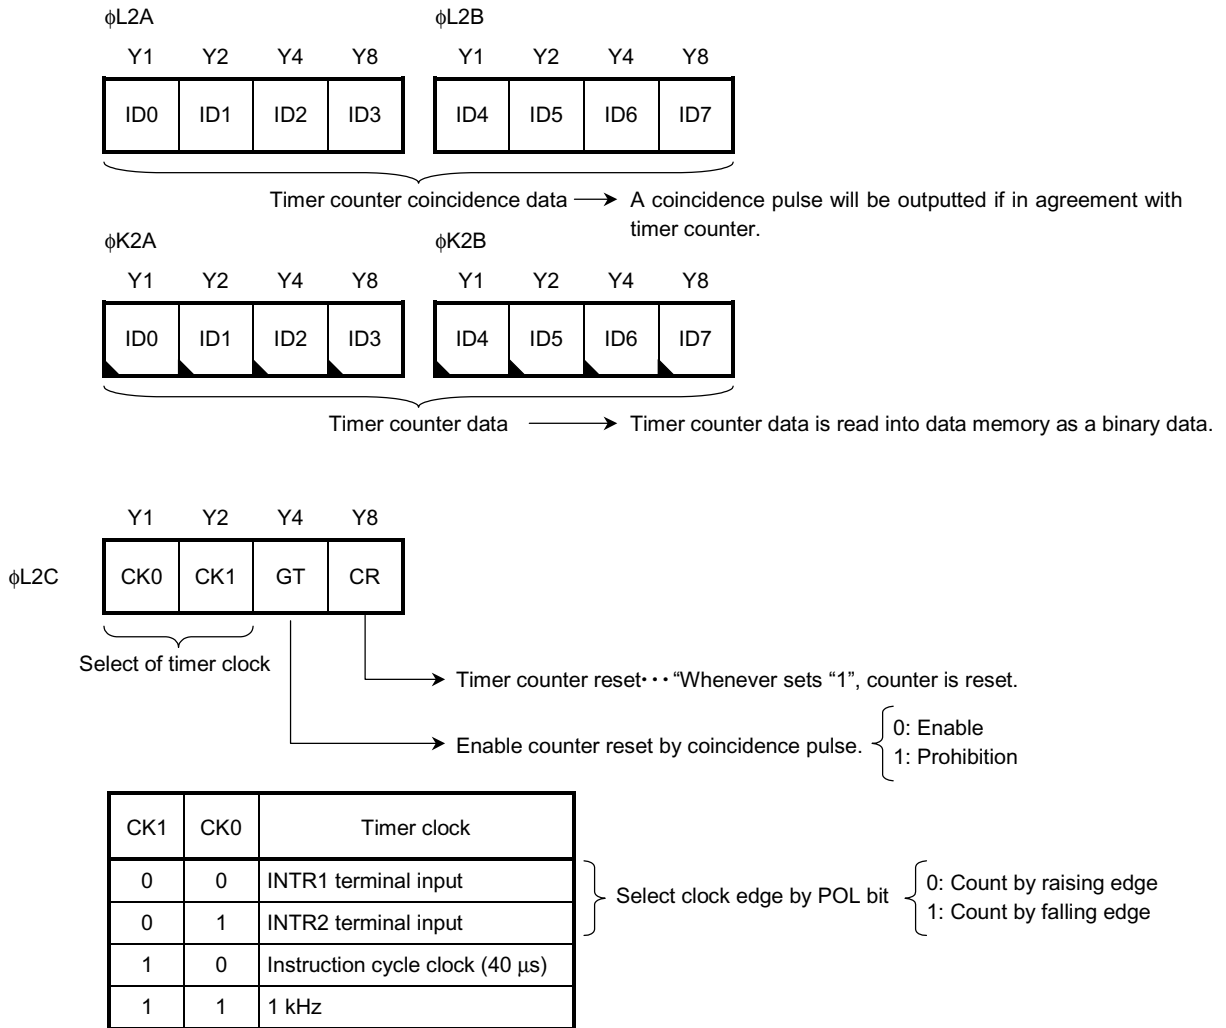 ϕL2A ϕL2B
Y1 Y2 Y4 Y8 Y1 Y2 Y4 Y8
ID0 ID1 ID2 ID3 ID4 ID5 ID6 ID7
Timer counter coincidence data → A coincidence pulse will be outputted if in agreement with
timer counter.
ϕK2A ϕK2B
Y1 Y2 Y4 Y8 Y1 Y2 Y4 Y8
ID0 ID1 ID2 ID3 ID4 ID5 ID6 ID7
Timer counter data → Timer counter data is read into data memory as a binary data.
Y1 Y2 Y4 Y8
ϕL2C CK0 CK1 GT CR
Select of timer clock
Timer counter reset··· “Whenever sets “1”, counter is reset.
Enable counter reset by coincidence pulse.
0: Enable
1: Prohibition
CK1 CK0 Timer clock
0 0 INTR1 terminal input
0 1 INTR2 terminal input
Select clock edge by POL bit
0: Count by raising edge
1: Count by falling edge
1 0 Instruction cycle clock (40 μs)
1 1 1 kHz